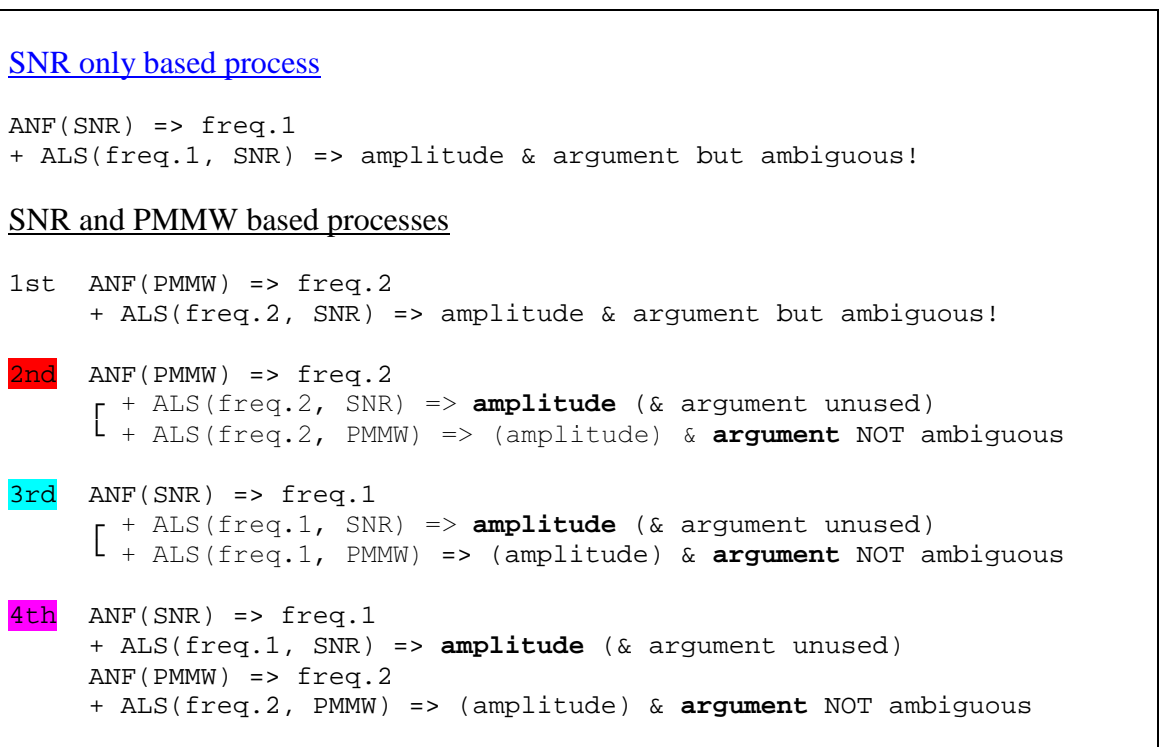 SNR only based process
ANF(SNR) => freq.1
+ ALS(freq.1, SNR) => amplitude & argument but ambiguous!
SNR and PMMW based processes
1st ANF(PMMW) => freq.2
+ ALS(freq.2, SNR) => amplitude & argument but ambiguous!
2nd ANF(PMMW) => freq.2
+ ALS(freq.2, SNR) => amplitude (& argument unused)
+ ALS(freq.2, PMMW) => (amplitude) & argument NOT ambiguous
3rd ANF(SNR) => freq.1
+ ALS(freq.1, SNR) => amplitude (& argument unused)
+ ALS(freq.1, PMMW) => (amplitude) & argument NOT ambiguous
4th ANF(SNR) => freq.1
+ ALS(freq.1, SNR) => amplitude (& argument unused)
ANF(PMMW) => freq.2
+ ALS(freq.2, PMMW) => (amplitude) & argument NOT ambiguous